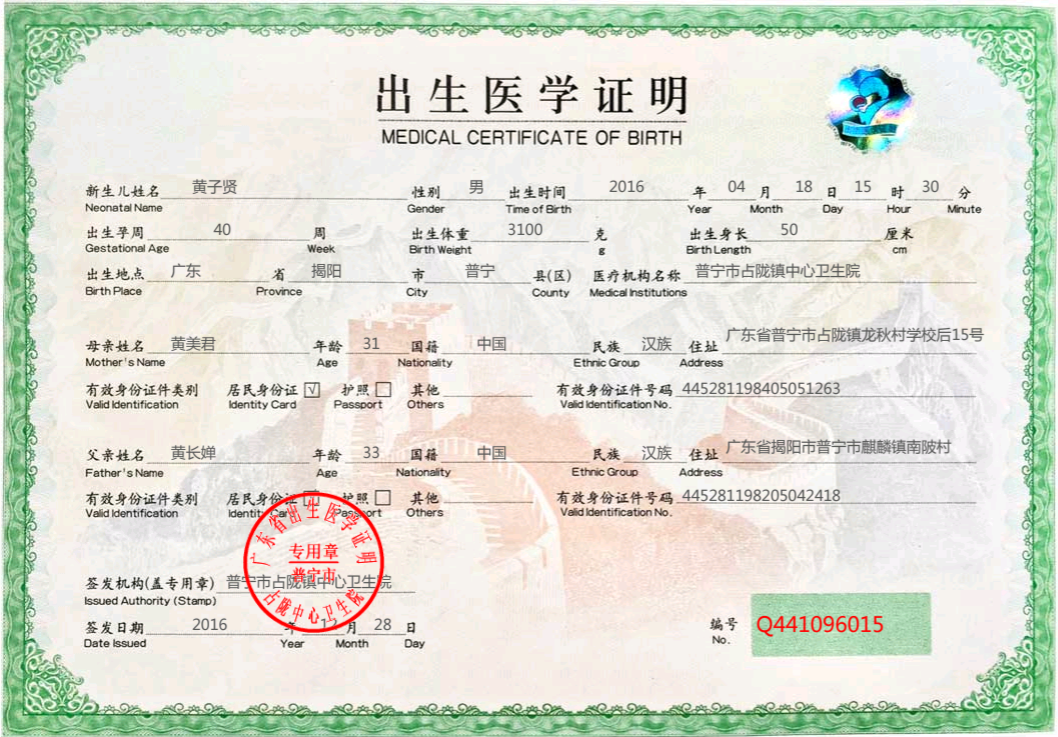 出生医学证明
MEDICAL CERTIFICATE OF BIRTH
新生儿姓名 黄子贤 性别 男 出生时间 2016 年 04 月 18 日 15 时 30 分
Neonatal Name Gender Time of Birth Year Month Day Hour Minute
出生孕周 40 周 出生体重 3100 克 出生身长 50 厘米
Gestational Age Week Birth Weight g Birth Length cm
出生地点 广东 省 揭阳 市 普宁 县(区) 医疗机构名称 普宁市占陇镇中心卫生院
Birth Place Province City County Medical Institutions
母亲姓名 黄美君 年龄 31 国籍 中国 民族 汉族 住址 广东省普宁市占陇镇龙秋村学校后15号
Mother's Name Age Nationality Ethnic Group Address
有效身份证件类别 居民身份证 √ 护照 其他 有效身份证件号码 445281198405051263
Valid Identification Identity Card Passport Others Valid Identification No.
父亲姓名 黄长婵 年龄 33 国籍 中国 民族 汉族 住址 广东省揭阳市普宁市麒麟镇南陂村
Father's Name Age Nationality Ethnic Group Address
有效身份证件类别 居民身份证 护照 其他 有效身份证件号码 445281198205042418
Valid Identification Identity Card Passport Others Valid Identification No.
广东省出生医学证明
专用章
普宁市
占陇中心卫生院
签发机构(盖专用章) 普宁市占陇镇中心卫生院
Issued Authority (Stamp)
签发日期 2016 年 12 月 28 日
Date Issued Year Month Day
编号 Q441096015
No.